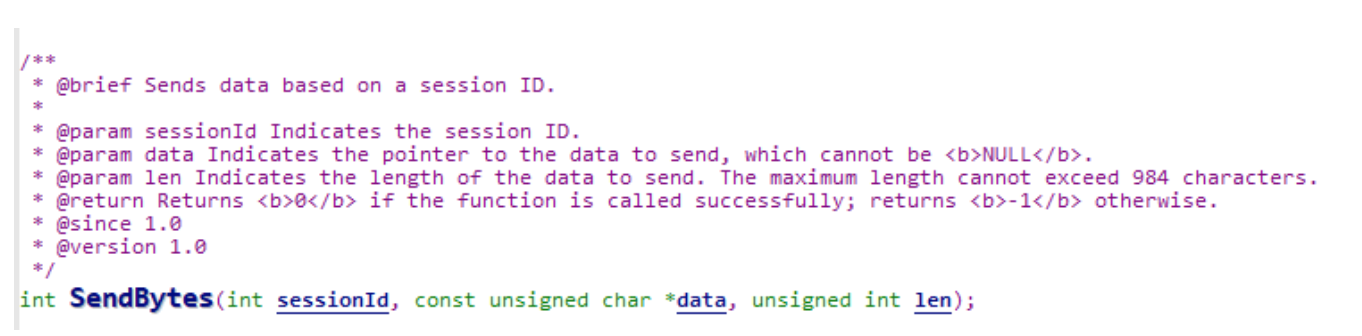 /**
 * @brief Sends data based on a session ID.
 *
 * @param sessionId Indicates the session ID.
 * @param data Indicates the pointer to the data to send, which cannot be <b>NULL</b>.
 * @param len Indicates the length of the data to send. The maximum length cannot exceed 984 characters.
 * @return Returns <b>0</b> if the function is called successfully; returns <b>-1</b> otherwise.
 * @since 1.0
 * @version 1.0
 */
int SendBytes(int sessionId, const unsigned char *data, unsigned int len);